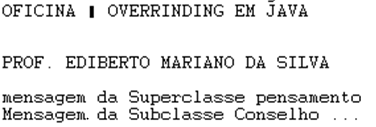 OFICINA | OVERRINDING EM JAVA
PROF. EDIBERTO MARIANO DA SILVA
mensagem da Superclasse pensamento
Mensagem da Subclasse Conselho ...